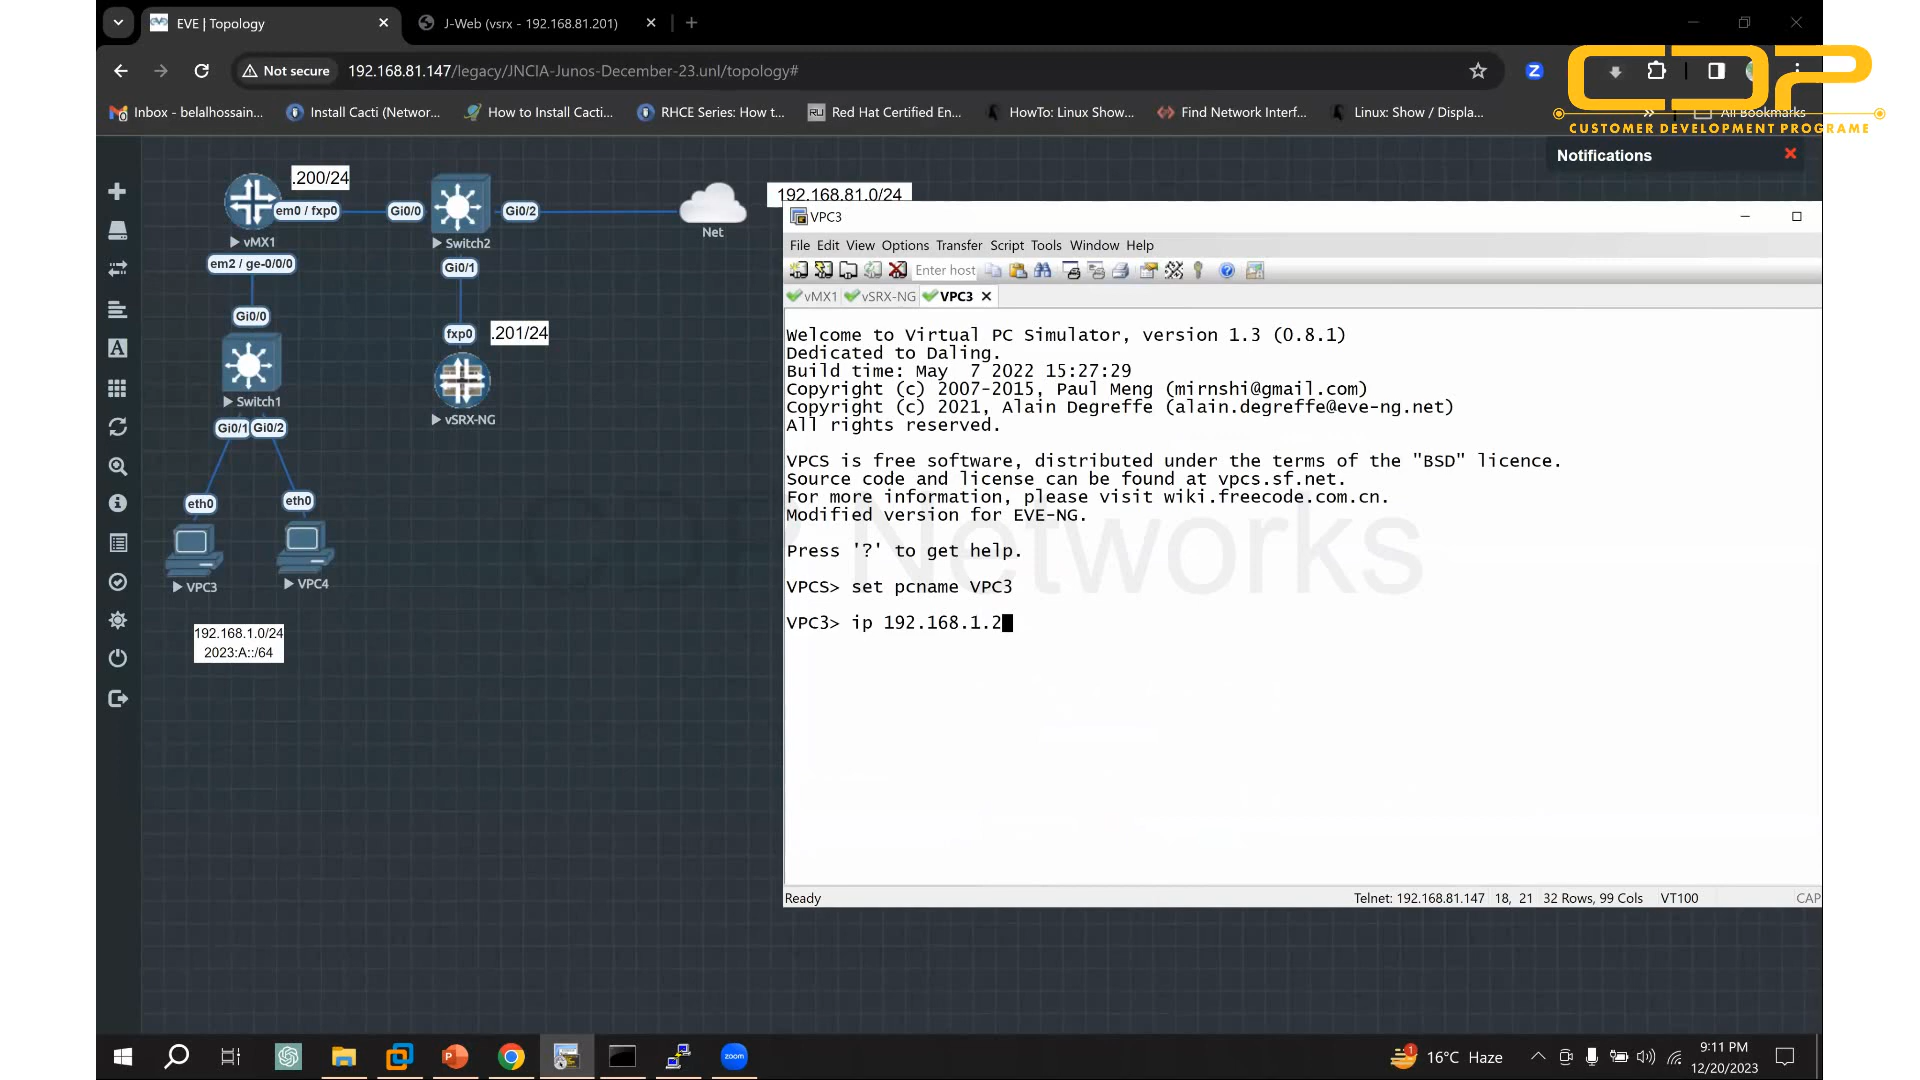 EVE | Topology
J-Web (vsrx - 192.168.81.201)
Not secure
192.168.81.147/legacy/JNCIA-Junos-December-23.unl/topology#
Inbox - belalhossain...
Install Cacti (Networ...
How to Install Cacti...
RHCE Series: How t...
RU
Red Hat Certified En...
HowTo: Linux Show...
Find Network Interf...
Linux: Show / Displa...
All Bookmarks
CDP
CUSTOMER DEVELOPMENT PROGRAME
Notifications
.200/24
em0 / fxp0
Gi0/0
Gi0/2
192.168.81.0/24
Net
vMX1
Switch2
em2 / ge-0/0/0
Gi0/1
Gi0/0
fxp0
.201/24
Switch1
vSRX-NG
Gi0/1
Gi0/2
eth0
eth0
VPC3
VPC4
192.168.1.0/24
2023:A::/64
VPC3
File Edit View Options Transfer Script Tools Window Help
Enter host
vMX1
vSRX-NG
VPC3
Welcome to Virtual PC Simulator, version 1.3 (0.8.1)
Dedicated to Daling.
Build time: May  7 2022 15:27:29
Copyright (c) 2007-2015, Paul Meng (mirnshi@gmail.com)
Copyright (c) 2021, Alain Degreffe (alain.degreffe@eve-ng.net)
All rights reserved.
VPCS is free software, distributed under the terms of the "BSD" licence.
Source code and license can be found at vpcs.sf.net.
For more information, please visit wiki.freecode.com.cn.
Modified version for EVE-NG.
Press '?' to get help.
VPCS> set pcname VPC3
VPC3> ip 192.168.1.2
Networks
Ready
Telnet: 192.168.81.147
18, 21
32 Rows, 99 Cols
VT100
CAP
zoom
1
16°C Haze
9:11 PM
12/20/2023